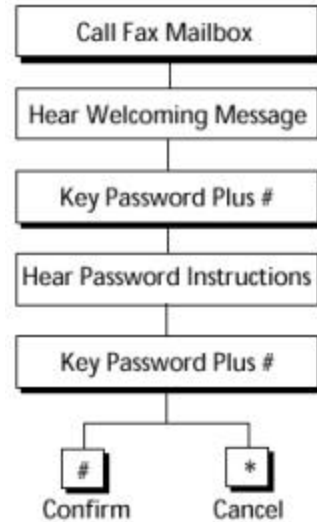 Call Fax Mailbox
Hear Welcoming Message
Key Password Plus #
Hear Password Instructions
Key Password Plus #
# *
Confirm Cancel